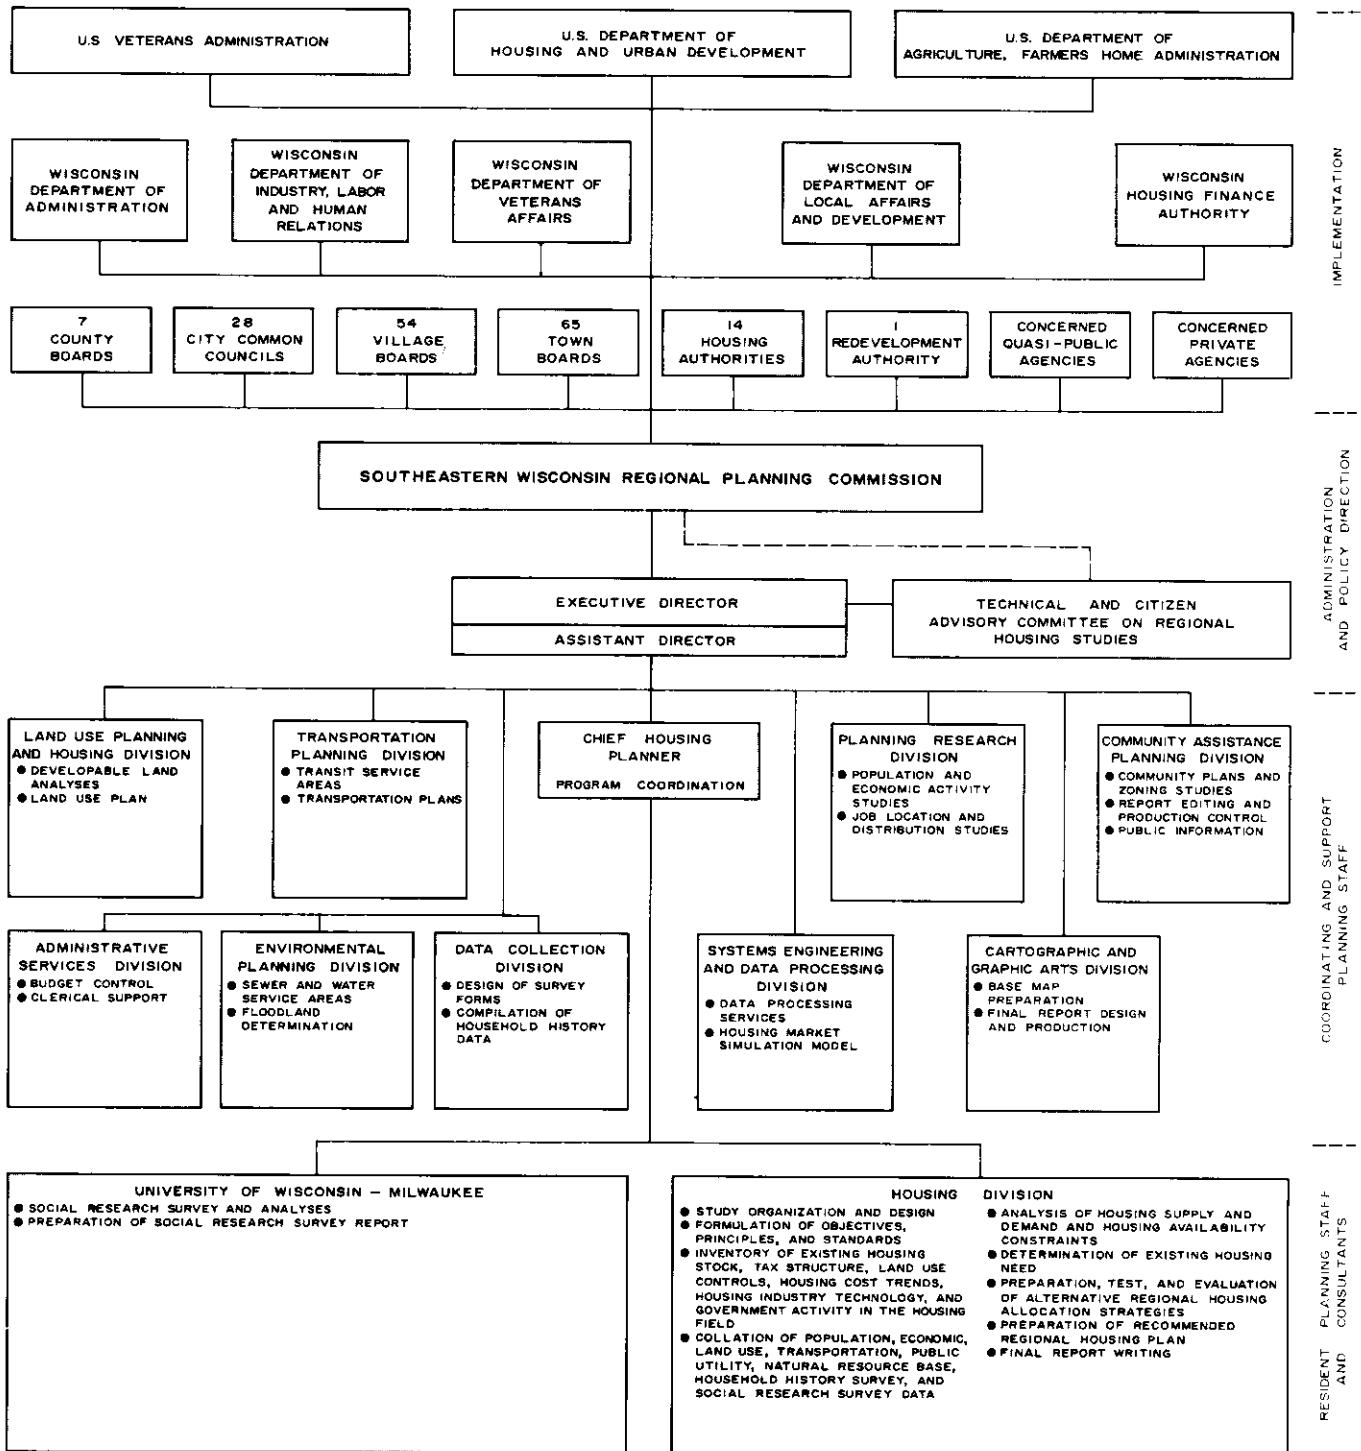 U.S VETERANS ADMINISTRATION
U.S. DEPARTMENT OF
HOUSING AND URBAN DEVELOPMENT
U.S. DEPARTMENT OF
AGRICULTURE, FARMERS HOME ADMINISTRATION
WISCONSIN
DEPARTMENT OF
ADMINISTRATION
WISCONSIN
DEPARTMENT OF
INDUSTRY, LABOR
AND HUMAN
RELATIONS
WISCONSIN
DEPARTMENT OF
VETERANS
AFFAIRS
WISCONSIN
DEPARTMENT OF
LOCAL AFFAIRS
AND DEVELOPMENT
WISCONSIN
HOUSING FINANCE
AUTHORITY
IMPLEMENTATION
7
COUNTY
BOARDS
28
CITY COMMON
COUNCILS
54
VILLAGE
BOARDS
65
TOWN
BOARDS
14
HOUSING
AUTHORITIES
1
REDEVELOPMENT
AUTHORITY
CONCERNED
QUASI-PUBLIC
AGENCIES
CONCERNED
PRIVATE
AGENCIES
SOUTHEASTERN WISCONSIN REGIONAL PLANNING COMMISSION
EXECUTIVE DIRECTOR
ASSISTANT DIRECTOR
TECHNICAL AND CITIZEN
ADVISORY COMMITTEE ON REGIONAL
HOUSING STUDIES
ADMINISTRATION
AND POLICY DIRECTION
LAND USE PLANNING
AND HOUSING DIVISION
● DEVELOPABLE LAND
ANALYSES
● LAND USE PLAN
TRANSPORTATION
PLANNING DIVISION
● TRANSIT SERVICE
AREAS
● TRANSPORTATION PLANS
CHIEF HOUSING
PLANNER
PROGRAM COORDINATION
PLANNING RESEARCH
DIVISION
● POPULATION AND
ECONOMIC ACTIVITY
STUDIES
● JOB LOCATION AND
DISTRIBUTION STUDIES
COMMUNITY ASSISTANCE
PLANNING DIVISION
● COMMUNITY PLANS AND
ZONING STUDIES
● REPORT EDITING AND
PRODUCTION CONTROL
● PUBLIC INFORMATION
ADMINISTRATIVE
SERVICES DIVISION
● BUDGET CONTROL
● CLERICAL SUPPORT
ENVIRONMENTAL
PLANNING DIVISION
● SEWER AND WATER
SERVICE AREAS
● FLOODLAND
DETERMINATION
DATA COLLECTION
DIVISION
● DESIGN OF SURVEY
FORMS
● COMPILATION OF
HOUSEHOLD HISTORY
DATA
SYSTEMS ENGINEERING
AND DATA PROCESSING
DIVISION
● DATA PROCESSING
SERVICES
● HOUSING MARKET
SIMULATION MODEL
CARTOGRAPHIC AND
GRAPHIC ARTS DIVISION
● BASE MAP
PREPARATION
● FINAL REPORT DESIGN
AND PRODUCTION
COORDINATING AND SUPPORT
PLANNING STAFF
UNIVERSITY OF WISCONSIN – MILWAUKEE
● SOCIAL RESEARCH SURVEY AND ANALYSES
● PREPARATION OF SOCIAL RESEARCH SURVEY REPORT
HOUSING DIVISION
● STUDY ORGANIZATION AND DESIGN
● FORMULATION OF OBJECTIVES,
PRINCIPLES, AND STANDARDS
● INVENTORY OF EXISTING HOUSING
STOCK, TAX STRUCTURE, LAND USE
CONTROLS, HOUSING COST TRENDS,
HOUSING INDUSTRY TECHNOLOGY, AND
GOVERNMENT ACTIVITY IN THE HOUSING
FIELD
● COLLATION OF POPULATION, ECONOMIC,
LAND USE, TRANSPORTATION, PUBLIC
UTILITY, NATURAL RESOURCE BASE,
HOUSEHOLD HISTORY SURVEY, AND
SOCIAL RESEARCH SURVEY DATA
● ANALYSIS OF HOUSING SUPPLY AND
DEMAND AND HOUSING AVAILABILITY
CONSTRAINTS
● DETERMINATION OF EXISTING HOUSING
NEED
● PREPARATION, TEST, AND EVALUATION
OF ALTERNATIVE REGIONAL HOUSING
ALLOCATION STRATEGIES
● PREPARATION OF RECOMMENDED
REGIONAL HOUSING PLAN
● FINAL REPORT WRITING
RESIDENT PLANNING STAFF
AND CONSULTANTS